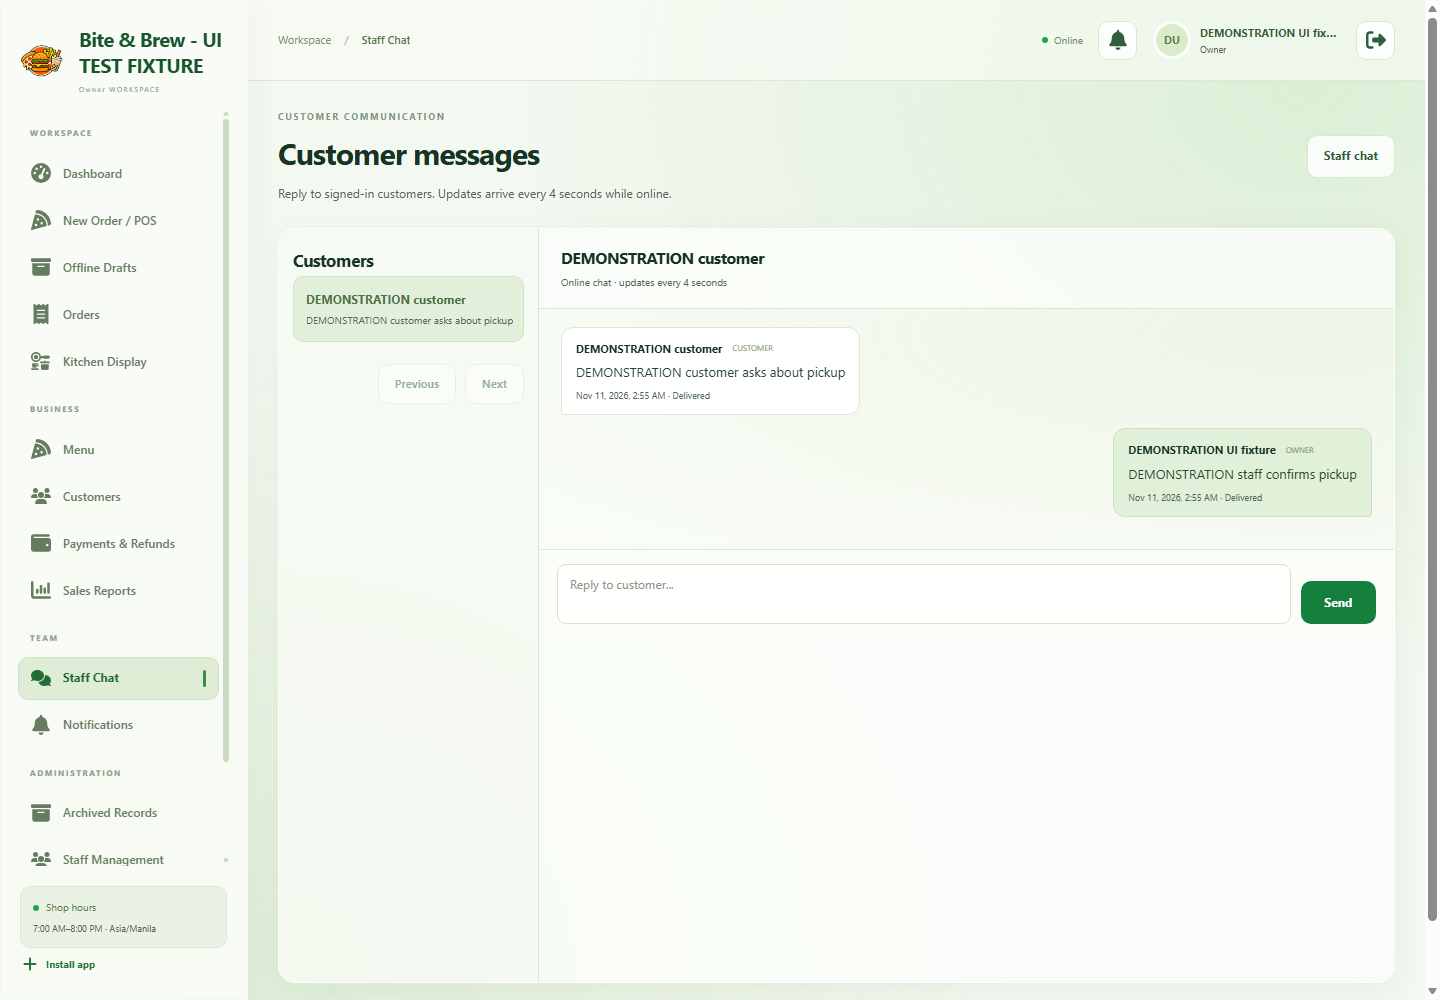 Bite & Brew - UI
TEST FIXTURE
Owner WORKSPACE
WORKSPACE
Dashboard
New Order / POS
Offline Drafts
Orders
Kitchen Display
BUSINESS
Menu
Customers
Payments & Refunds
Sales Reports
TEAM
Staff Chat
Notifications
ADMINISTRATION
Archived Records
Staff Management
Shop hours
7:00 AM–8:00 PM · Asia/Manila
Install app
Workspace / Staff Chat
Online
DU
DEMONSTRATION UI fix...
Owner
CUSTOMER COMMUNICATION
Customer messages
Reply to signed-in customers. Updates arrive every 4 seconds while online.
Staff chat
Customers
DEMONSTRATION customer
DEMONSTRATION customer asks about pickup
Previous
Next
DEMONSTRATION customer
Online chat · updates every 4 seconds
DEMONSTRATION customer CUSTOMER
DEMONSTRATION customer asks about pickup
Nov 11, 2026, 2:55 AM · Delivered
DEMONSTRATION UI fixture OWNER
DEMONSTRATION staff confirms pickup
Nov 11, 2026, 2:55 AM · Delivered
Reply to customer...
Send